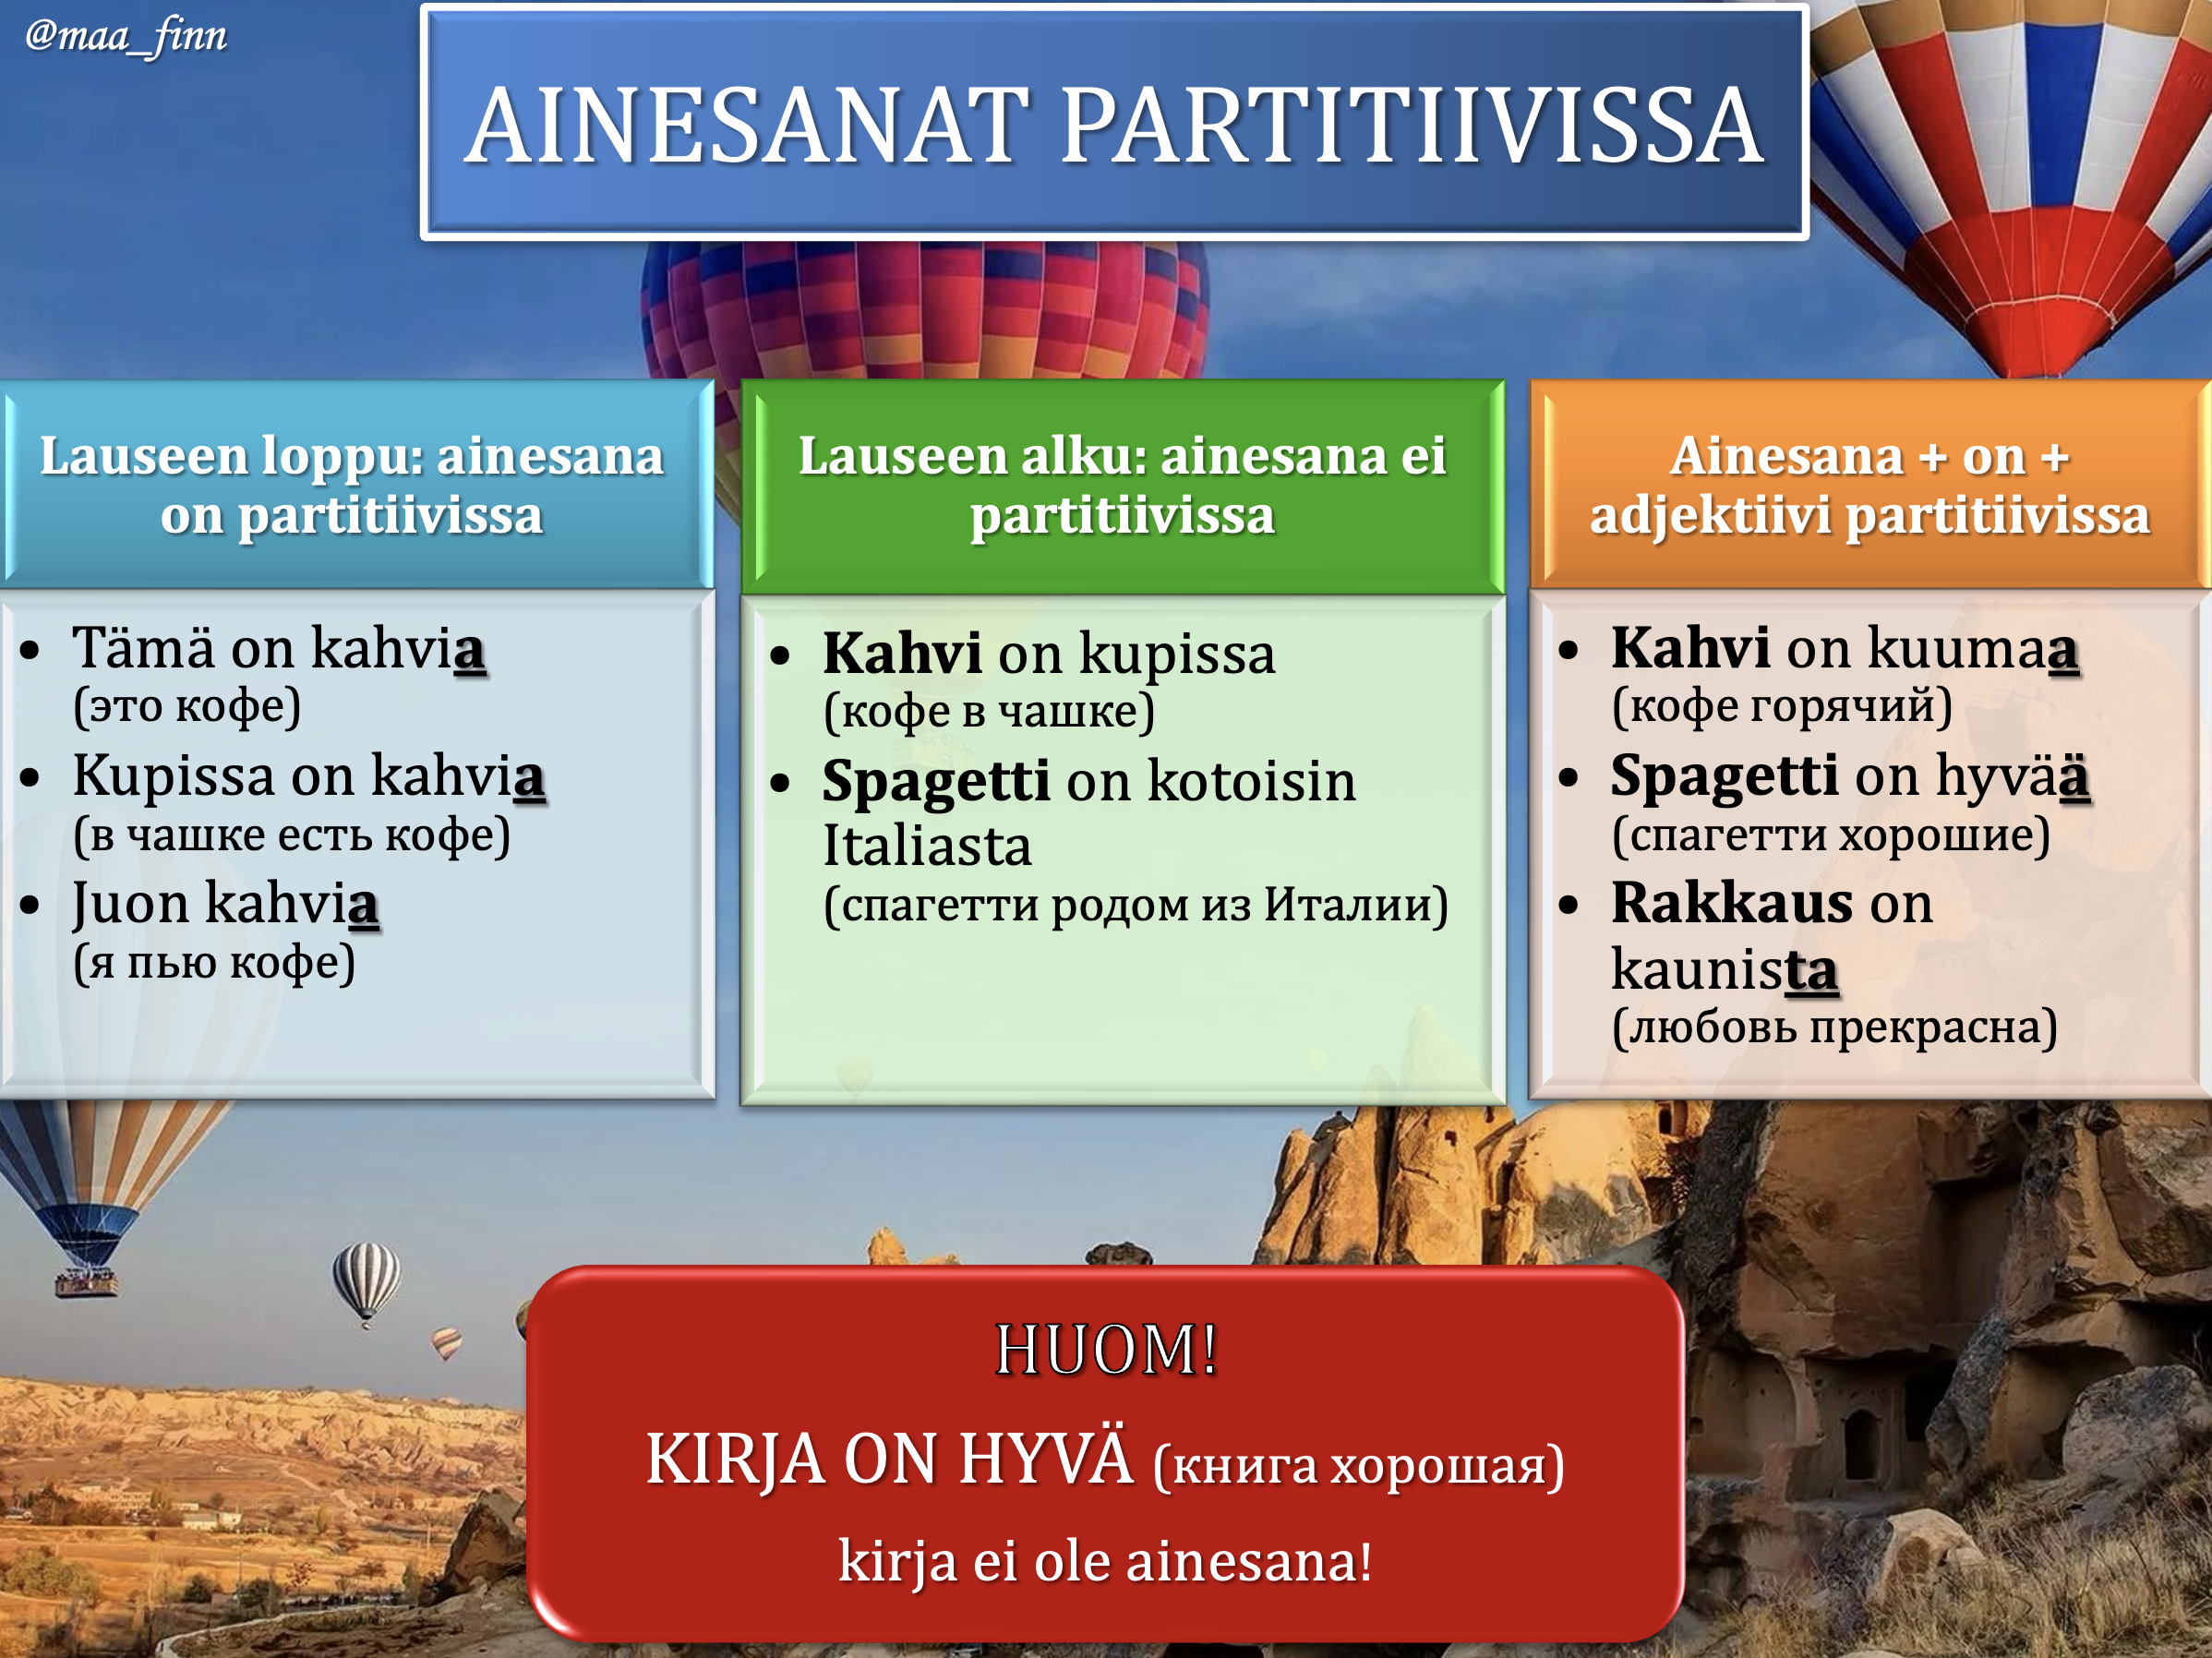 @maa_finn
AINESANAT PARTITIIVISSA
Lauseen loppu: ainesana
on partitiivissa
• Tämä on kahvia
(это кофе)
• Kupissa on kahvia
(в чашке есть кофе)
• Juon kahvia
(я пью кофе)
Lauseen alku: ainesana ei
partitiivissa
• Kahvi on kupissa
(кофе в чашке)
• Spagetti on kotoisin
Italiasta
(спагетти родом из Италии)
Ainesana + on +
adjektiivi partitiivissa
• Kahvi on kuumaa
(кофе горячий)
• Spagetti on hyvää
(спагетти хорошие)
• Rakkaus on
kaunista
(любовь прекрасна)
HUOM!
KIRJA ON HYVÄ (книга хорошая)
kirja ei ole ainesana!